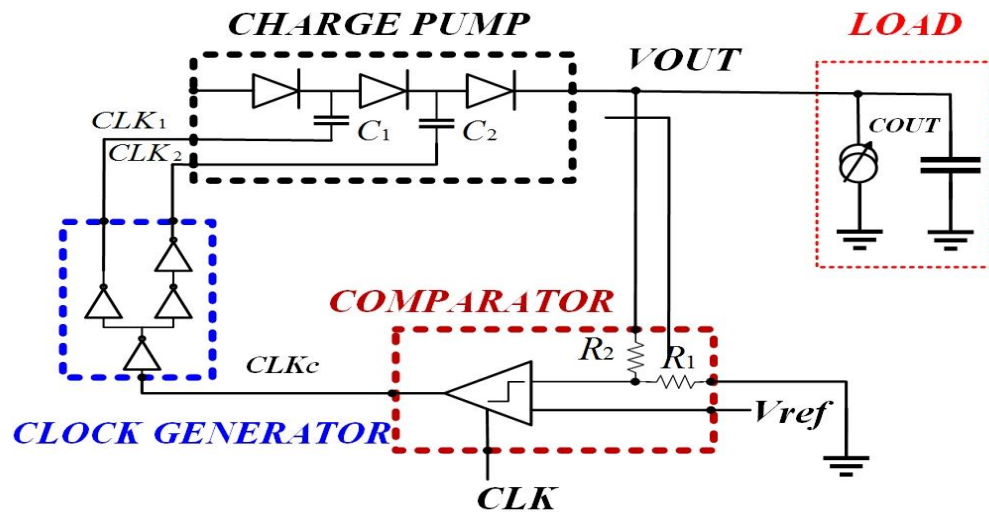 CHARGE PUMP
LOAD
VOUT
CLK1
C1
C2
COUT
CLK2
COMPARATOR
R2
R1
CLKc
Vref
CLOCK GENERATOR
CLK